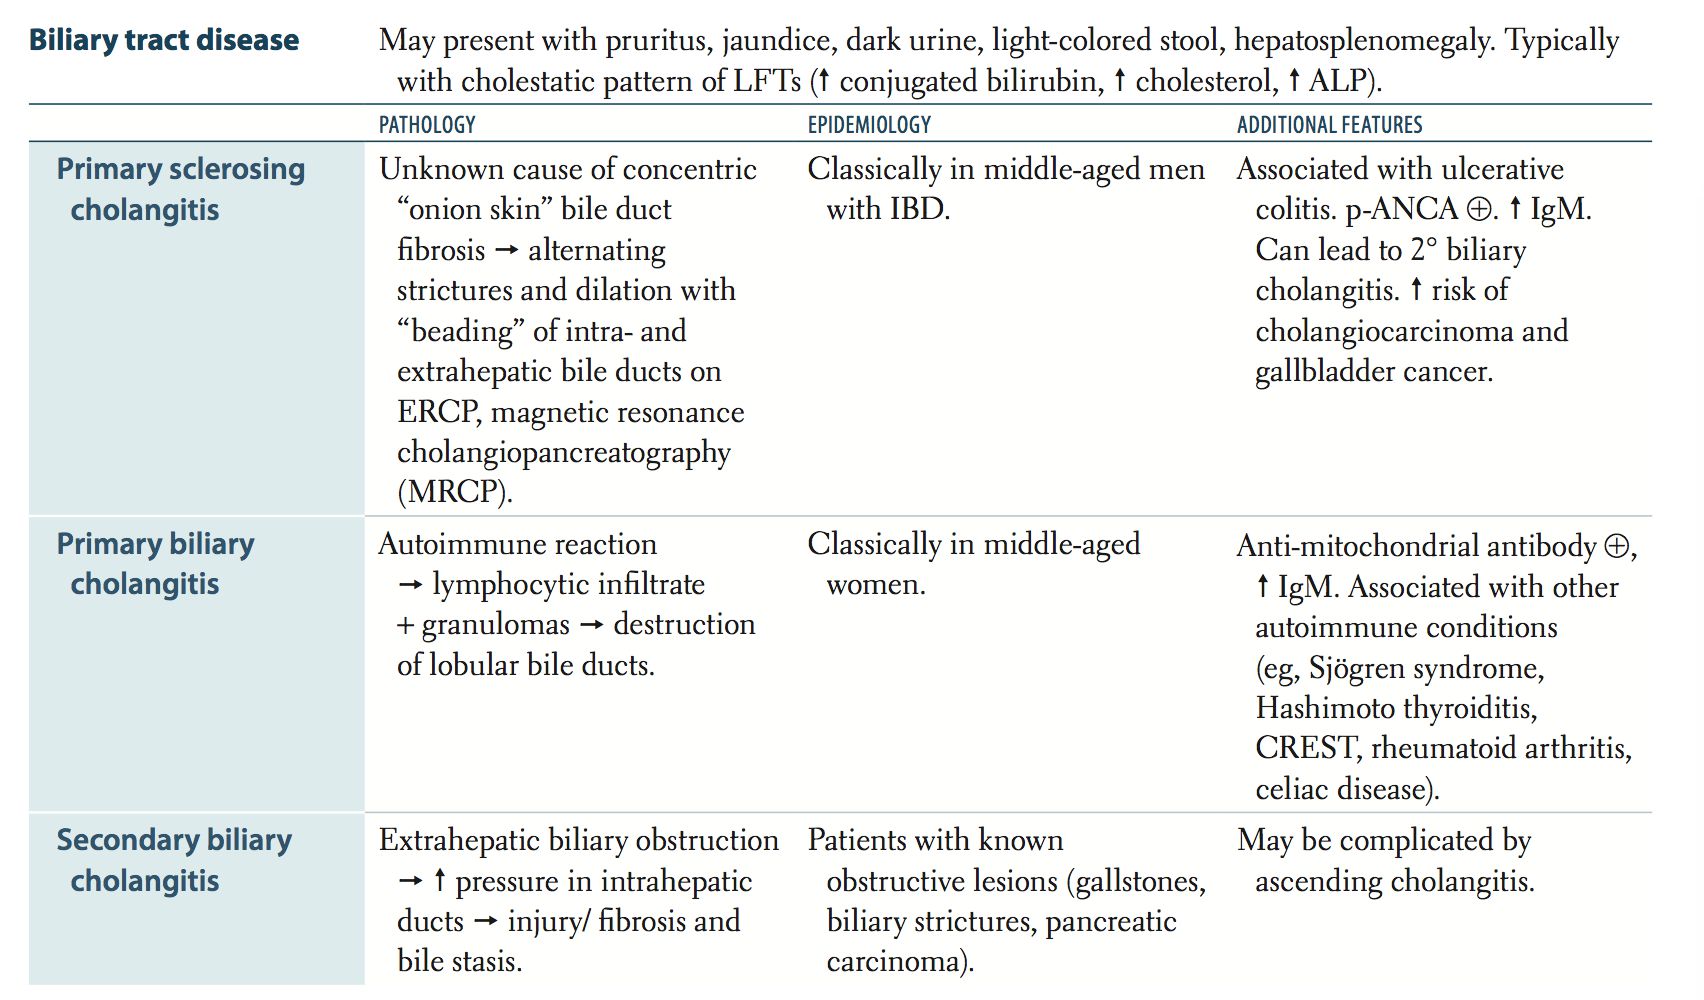 Biliary tract disease
May present with pruritus, jaundice, dark urine, light-colored stool, hepatosplenomegaly. Typically
with cholestatic pattern of LFTs (↑ conjugated bilirubin, ↑ cholesterol, ↑ ALP).
PATHOLOGY
EPIDEMIOLOGY
ADDITIONAL FEATURES
Primary sclerosing
cholangitis
Unknown cause of concentric
“onion skin” bile duct
fibrosis → alternating
strictures and dilation with
“beading” of intra- and
extrahepatic bile ducts on
ERCP, magnetic resonance
cholangiopancreatography
(MRCP).
Classically in middle-aged men
with IBD.
Associated with ulcerative
colitis. p-ANCA ⊕. ↑ IgM.
Can lead to 2° biliary
cholangitis. ↑ risk of
cholangiocarcinoma and
gallbladder cancer.
Primary biliary
cholangitis
Autoimmune reaction
→ lymphocytic infiltrate
+ granulomas → destruction
of lobular bile ducts.
Classically in middle-aged
women.
Anti-mitochondrial antibody ⊕,
↑ IgM. Associated with other
autoimmune conditions
(eg, Sjögren syndrome,
Hashimoto thyroiditis,
CREST, rheumatoid arthritis,
celiac disease).
Secondary biliary
cholangitis
Extrahepatic biliary obstruction
→ ↑ pressure in intrahepatic
ducts → injury/ fibrosis and
bile stasis.
Patients with known
obstructive lesions (gallstones,
biliary strictures, pancreatic
carcinoma).
May be complicated by
ascending cholangitis.